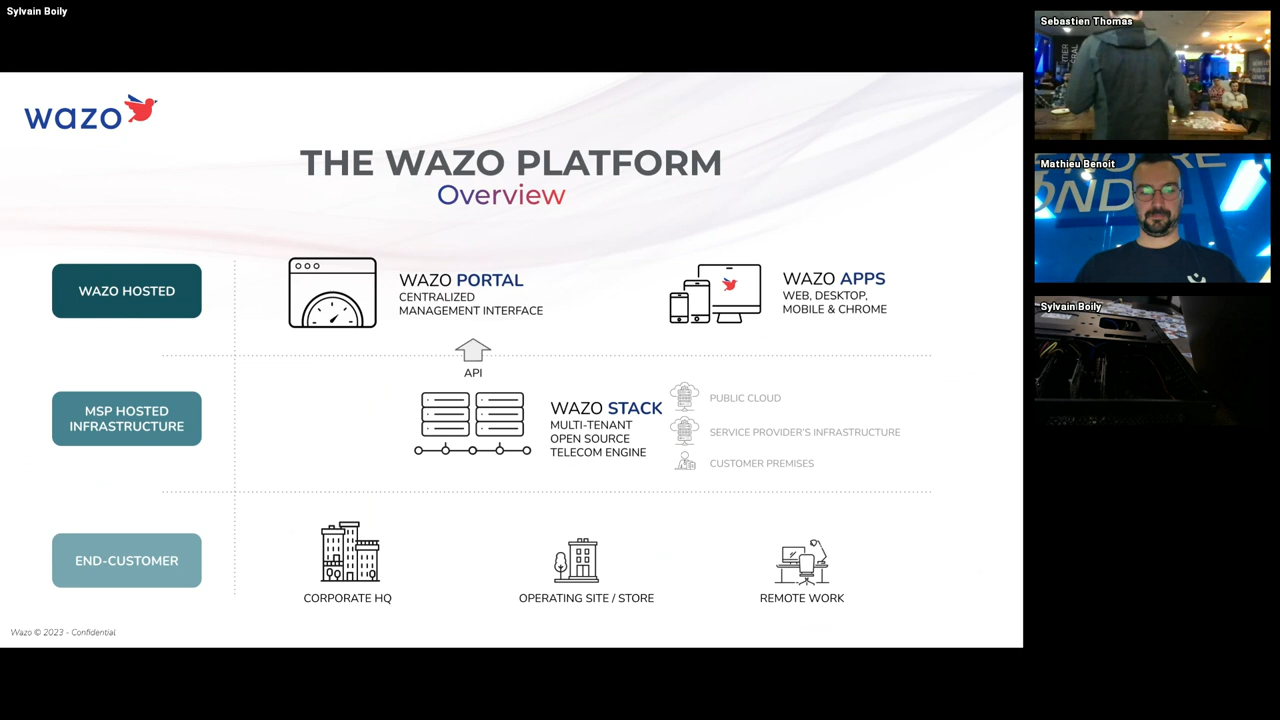 Sylvain Boily
wazo
THE WAZO PLATFORM
Overview
WAZO HOSTED
WAZO PORTAL
CENTRALIZED
MANAGEMENT INTERFACE
WAZO APPS
WEB, DESKTOP,
MOBILE & CHROME
API
MSP HOSTED
INFRASTRUCTURE
WAZO STACK
MULTI-TENANT
OPEN SOURCE
TELECOM ENGINE
PUBLIC CLOUD
SERVICE PROVIDER'S INFRASTRUCTURE
CUSTOMER PREMISES
END-CUSTOMER
CORPORATE HQ
OPERATING SITE / STORE
REMOTE WORK
Wazo © 2023 - Confidential
Sebastien Thomas
Mathieu Benoit
Sylvain Boily